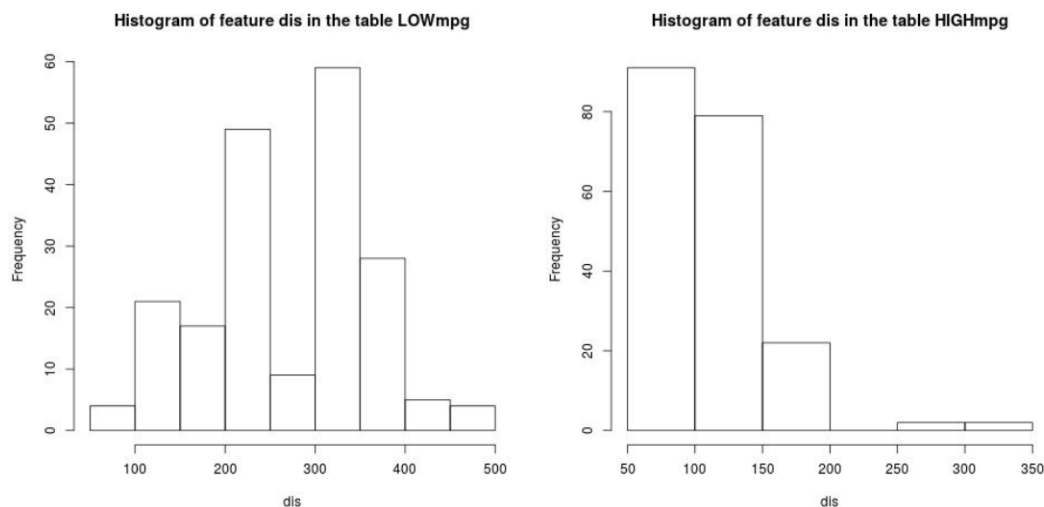 Histogram of feature dis in the table LOWmpg
Frequency
0 10 20 30 40 50 60
100 200 300 400 500
dis
Histogram of feature dis in the table HIGHmpg
Frequency
0 20 40 60 80
50 100 150 200 250 300 350
dis